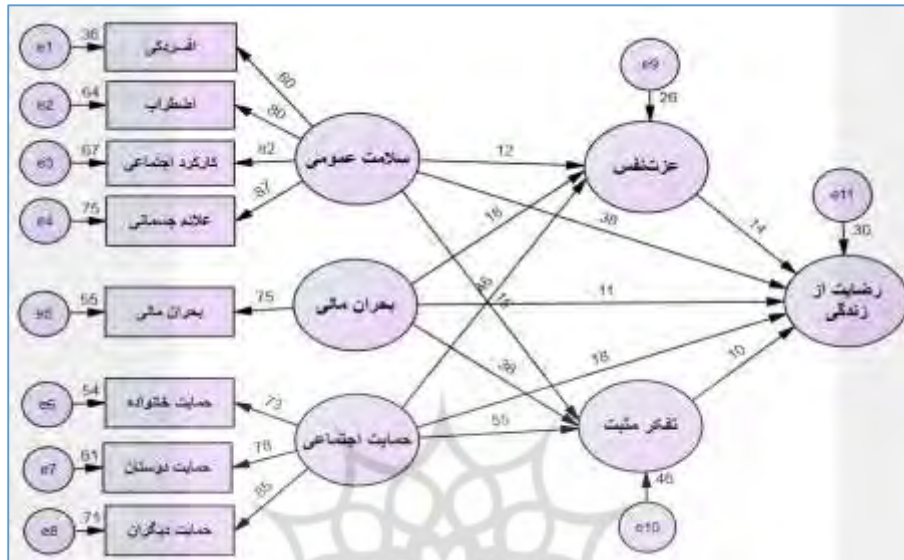 e1
36
افسردگی
60
e2
64
اضطراب
80
e3
67
کارکرد اجتماعی
82
e4
75
علائم جسمانی
87
سلامت عمومی
e5
55
بحران مالی
75
بحران مالی
e6
54
حمایت خانواده
73
e7
61
حمایت دوستان
78
e8
71
حمایت دیگران
85
حمایت اجتماعی
12
16
38
11
38
18
55
e9
26
عزت‌نفس
14
e10
46
تفکر مثبت
10
e11
30
رضایت از
زندگی